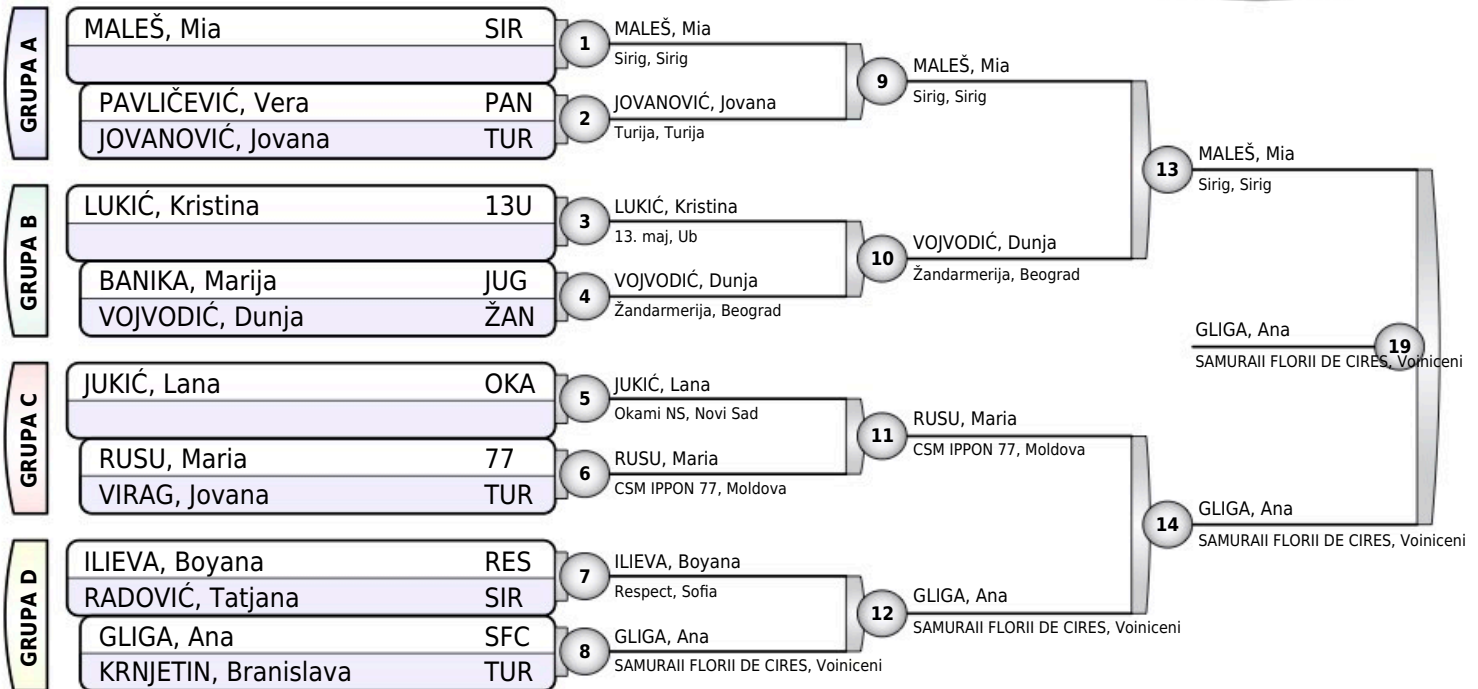 GRUPA A
MALEŠ, Mia SIR
PAVLIČEVIĆ, Vera PAN
JOVANOVIĆ, Jovana TUR
GRUPA B
LUKIĆ, Kristina 13U
BANIKA, Marija JUG
VOJVODIĆ, Dunja ŽAN
GRUPA C
JUKIĆ, Lana OKA
RUSU, Maria 77
VIRAG, Jovana TUR
GRUPA D
ILIEVA, Boyana RES
RADOVIĆ, Tatjana SIR
GLIGA, Ana SFC
KRNJETIN, Branislava TUR
1
MALEŠ, Mia
Sirig, Sirig
2
JOVANOVIĆ, Jovana
Turija, Turija
3
LUKIĆ, Kristina
13. maj, Ub
4
VOJVODIĆ, Dunja
Žandarmerija, Beograd
5
JUKIĆ, Lana
Okami NS, Novi Sad
6
RUSU, Maria
CSM IPPON 77, Moldova
7
ILIEVA, Boyana
Respect, Sofia
8
GLIGA, Ana
SAMURAII FLORII DE CIRES, Voiniceni
9
MALEŠ, Mia
Sirig, Sirig
10
VOJVODIĆ, Dunja
Žandarmerija, Beograd
11
RUSU, Maria
CSM IPPON 77, Moldova
12
GLIGA, Ana
SAMURAII FLORII DE CIRES, Voiniceni
13
MALEŠ, Mia
Sirig, Sirig
14
GLIGA, Ana
SAMURAII FLORII DE CIRES, Voiniceni
GLIGA, Ana
19
SAMURAII FLORII DE CIRES, Voiniceni